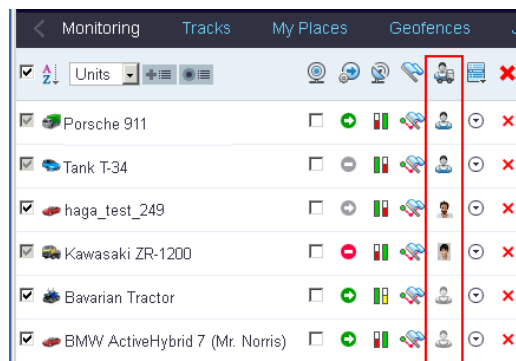 Monitoring Tracks My Places Geofences
A Z Units
Porsche 911
Tank T-34
haga_test_249
Kawasaki ZR-1200
Bavarian Tractor
BMW ActiveHybrid 7 (Mr. Norris)